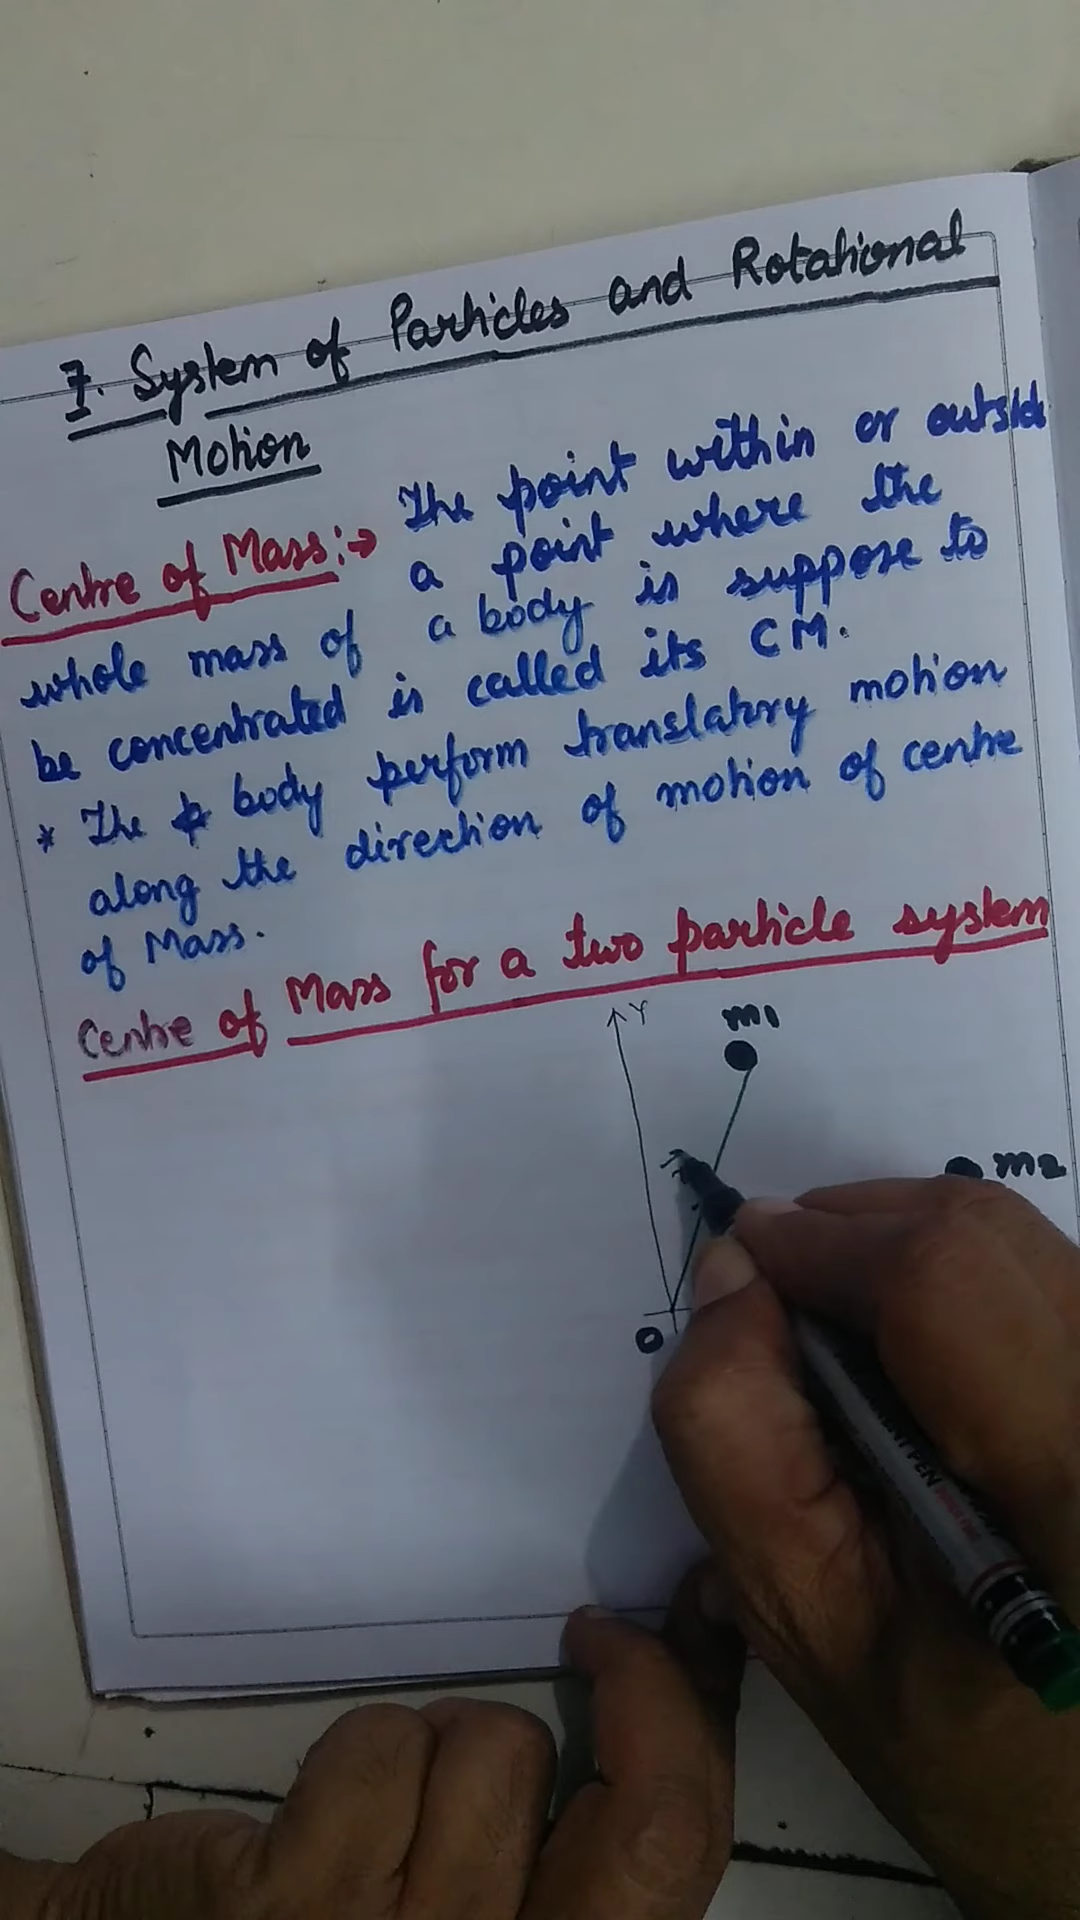 7. System of Particles and Rotational
Motion
Centre of Mass:→ The point within or outside
a point where the
whole mass of a body is suppose to
be concentrated is called its CM.
* The body perform translatory motion
along the direction of motion of centre
of Mass.
Centre of Mass for a two particle system
Y
m1
m2
O
PEN